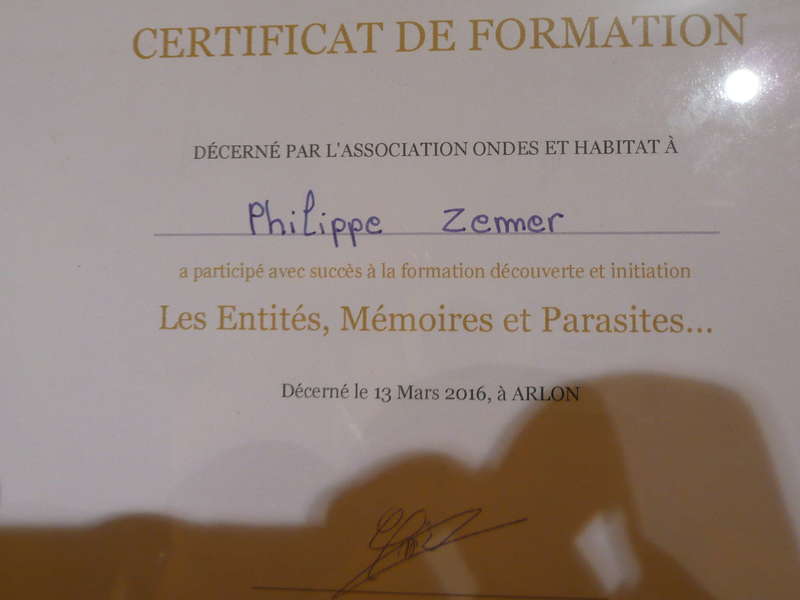 CERTIFICAT DE FORMATION
DÉCERNÉ PAR L'ASSOCIATION ONDES ET HABITAT À
Philippe Zenner
a participé avec succès à la formation découverte et initiation
Les Entités, Mémoires et Parasites...
Décerné le 13 Mars 2016, à ARLON